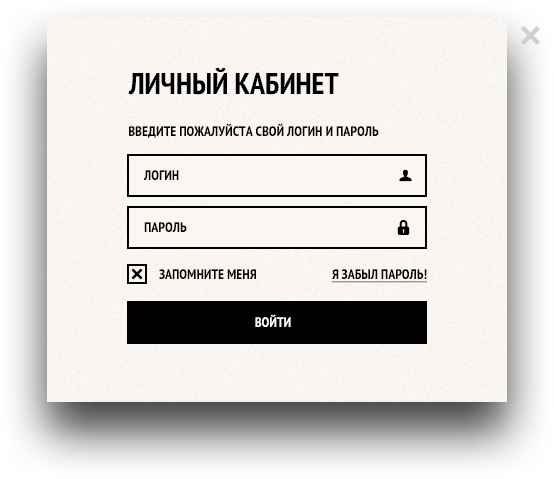 ЛИЧНЫЙ КАБИНЕТ
ВВЕДИТЕ ПОЖАЛУЙСТА СВОЙ ЛОГИН И ПАРОЛЬ
ЛОГИН
ПАРОЛЬ
ЗАПОМНИТЕ МЕНЯ Я ЗАБЫЛ ПАРОЛЬ!
ВОЙТИ